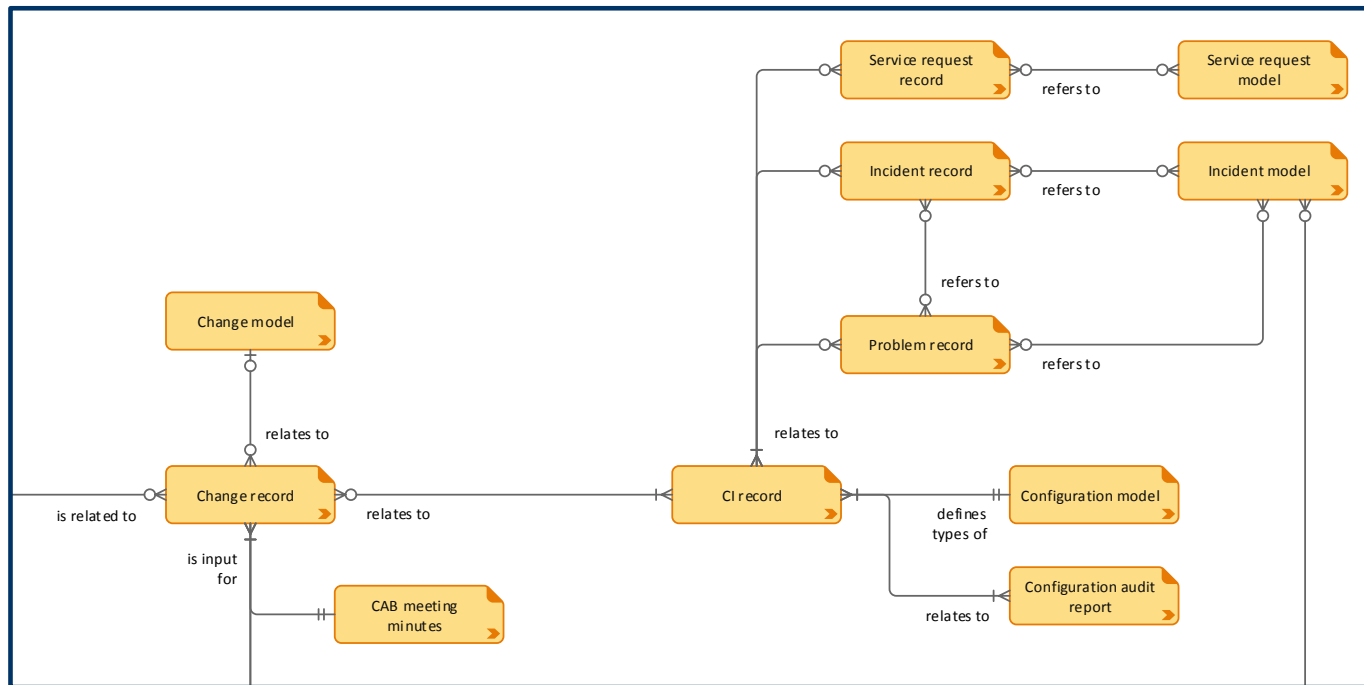 Service request
record
refers to
Service request
model
Incident record
refers to
Incident model
refers to
Change model
Problem record
refers to
relates to
relates to
Change record
is related to
relates to
CI record
defines
types of
Configuration model
is input
for
CAB meeting
minutes
relates to
Configuration audit
report